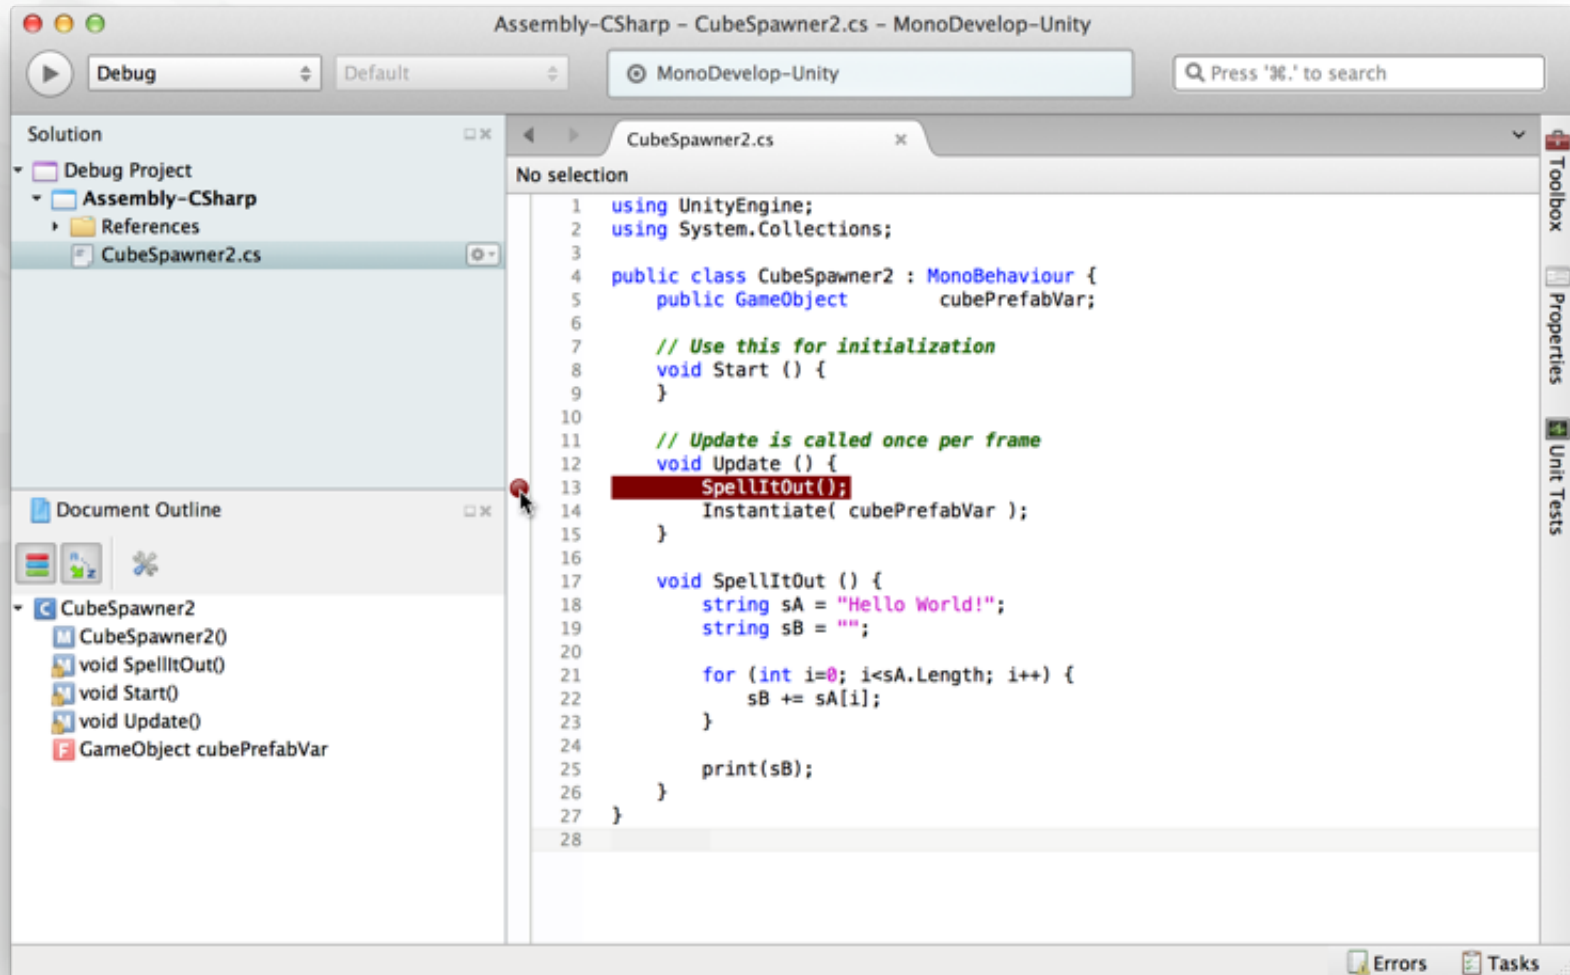 Assembly-CSharp – CubeSpawner2.cs – MonoDevelop-Unity
Debug
Default
MonoDevelop-Unity
Press '⌘.' to search
Solution
Debug Project
Assembly-CSharp
References
CubeSpawner2.cs
Document Outline
CubeSpawner2
CubeSpawner2()
void SpellItOut()
void Start()
void Update()
GameObject cubePrefabVar
CubeSpawner2.cs
No selection
1 using UnityEngine;
2 using System.Collections;
3
4 public class CubeSpawner2 : MonoBehaviour {
5     public GameObject        cubePrefabVar;
6
7     // Use this for initialization
8     void Start () {
9     }
10
11     // Update is called once per frame
12     void Update () {
13         SpellItOut();
14         Instantiate( cubePrefabVar );
15     }
16
17     void SpellItOut () {
18         string sA = "Hello World!";
19         string sB = "";
20
21         for (int i=0; i<sA.Length; i++) {
22             sB += sA[i];
23         }
24
25         print(sB);
26     }
27 }
28
Toolbox
Properties
Unit Tests
Errors
Tasks